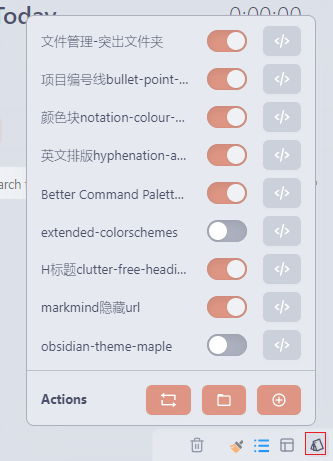 Today
0:00:00
文件管理-突出文件夹
项目编号线bullet-point-...
颜色块notation-colour-...
英文排版hyphenation-a...
arch
Better Command Palett...
extended-colorschemes
H标题clutter-free-headi...
markmind隐藏url
obsidian-theme-maple
Actions